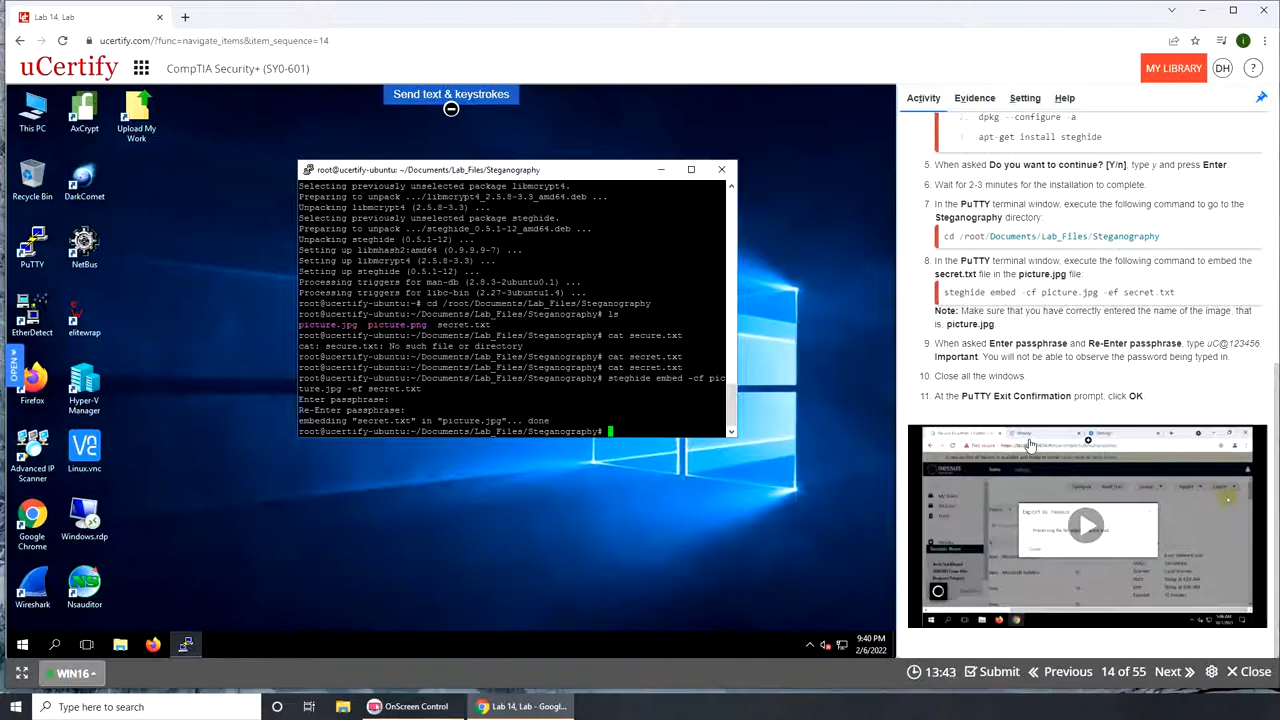 Lab 14, Lab
ucertify.com/?func=navigate_items&item_sequence=14
uCertify
CompTIA Security+ (SY0-601)
MY LIBRARY
DH
?
Send text & keystrokes
This PC
AxCrypt
Upload My Work
Recycle Bin
DarkComet
PuTTY
NetBus
EtherDetect
elitewrap
OPEN
Firefox
Hyper-V Manager
Advanced IP Scanner
Linux.vnc
Google Chrome
Windows.rdp
Wireshark
Nsauditor
root@ucertify-ubuntu: ~/Documents/Lab_Files/Steganography
Selecting previously unselected package libmcrypt4.
Preparing to unpack .../libmcrypt4_2.5.8-3.3_amd64.deb ...
Unpacking libmcrypt4 (2.5.8-3.3) ...
Selecting previously unselected package steghide.
Preparing to unpack .../steghide_0.5.1-12_amd64.deb ...
Unpacking steghide (0.5.1-12) ...
Setting up libmhash2:amd64 (0.9.9.9-7) ...
Setting up libmcrypt4 (2.5.8-3.3) ...
Setting up steghide (0.5.1-12) ...
Processing triggers for man-db (2.8.3-2ubuntu0.1) ...
Processing triggers for libc-bin (2.27-3ubuntu1.4) ...
root@ucertify-ubuntu:~# cd /root/Documents/Lab_Files/Steganography
root@ucertify-ubuntu:~/Documents/Lab_Files/Steganography# ls
picture.jpg picture.png secret.txt
root@ucertify-ubuntu:~/Documents/Lab_Files/Steganography# cat secure.txt
cat: secure.txt: No such file or directory
root@ucertify-ubuntu:~/Documents/Lab_Files/Steganography# cat secret.txt
root@ucertify-ubuntu:~/Documents/Lab_Files/Steganography# cat secret.txt
root@ucertify-ubuntu:~/Documents/Lab_Files/Steganography# steghide embed -cf pic
ture.jpg -ef secret.txt
Enter passphrase:
Re-Enter passphrase:
embedding "secret.txt" in "picture.jpg"... done
root@ucertify-ubuntu:~/Documents/Lab_Files/Steganography#
9:40 PM
2/6/2022
Activity Evidence Setting Help
2. dpkg --configure -a
3. apt-get install steghide
5. When asked Do you want to continue? [Y/n], type y and press Enter.
6. Wait for 2-3 minutes for the installation to complete.
7 In the PuTTY terminal window, execute the following command to go to the
Steganography directory:
cd /root/Documents/Lab_Files/Steganography
8. In the PuTTY terminal window, execute the following command to embed the
secret.txt file in the picture.jpg file:
steghide embed -cf picture.jpg -ef secret.txt
Note: Make sure that you have correctly entered the name of the image, that
is, picture.jpg.
9. When asked Enter passphrase and Re-Enter passphrase, type uC@123456.
Important: You will not be able to observe the password being typed in.
10. Close all the windows.
11. At the PuTTY Exit Confirmation prompt, click OK.
nessus
Export to Nessus
WIN16
13:43 Submit Previous 14 of 55 Next Close
Type here to search
OnScreen Control
Lab 14, Lab - Googl...